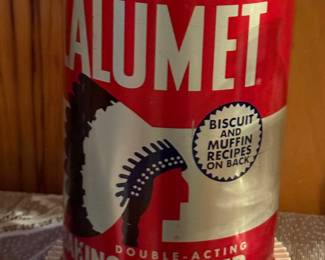 ALUMET
BISCUIT
AND
MUFFIN
RECIPES
ON BACK
DOUBLE-ACTING